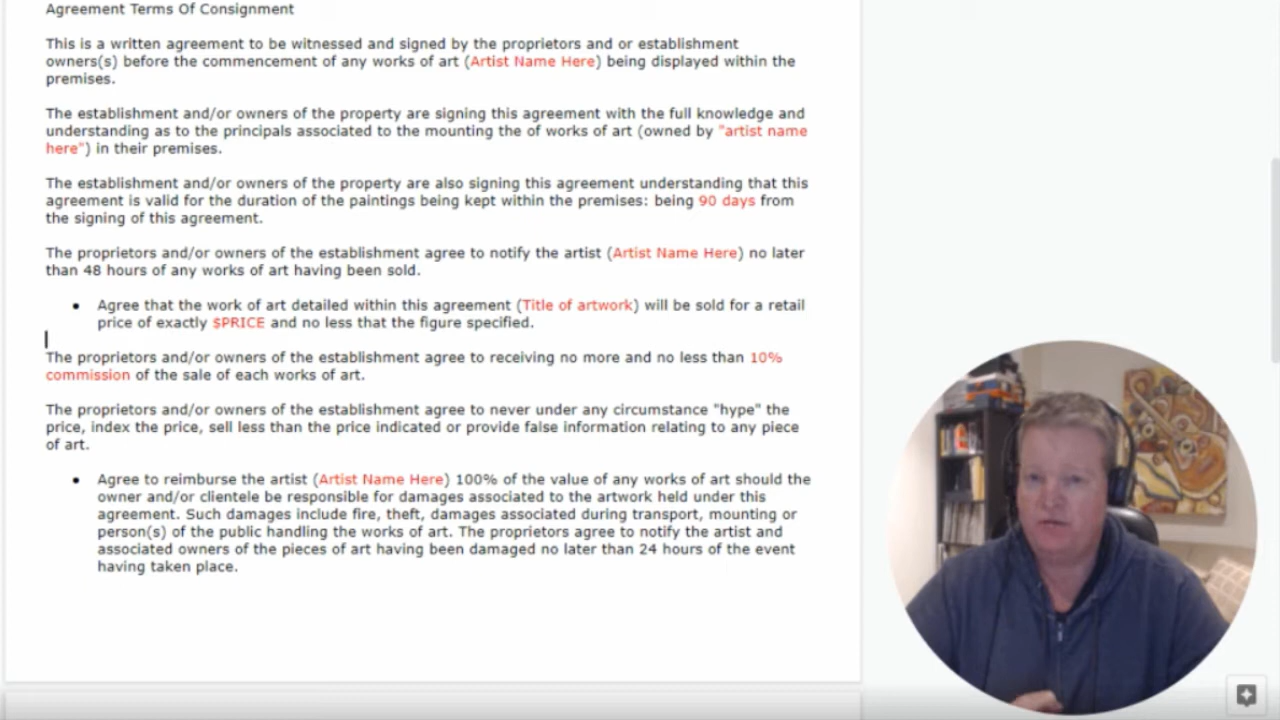 Agreement Terms Of Consignment
This is a written agreement to be witnessed and signed by the proprietors and or establishment
owners(s) before the commencement of any works of art (Artist Name Here) being displayed within the
premises.
The establishment and/or owners of the property are signing this agreement with the full knowledge and
understanding as to the principals associated to the mounting the of works of art (owned by "artist name
here") in their premises.
The establishment and/or owners of the property are also signing this agreement understanding that this
agreement is valid for the duration of the paintings being kept within the premises: being 90 days from
the signing of this agreement.
The proprietors and/or owners of the establishment agree to notify the artist (Artist Name Here) no later
than 48 hours of any works of art having been sold.
• Agree that the work of art detailed within this agreement (Title of artwork) will be sold for a retail
price of exactly $PRICE and no less that the figure specified.
The proprietors and/or owners of the establishment agree to receiving no more and no less than 10%
commission of the sale of each works of art.
The proprietors and/or owners of the establishment agree to never under any circumstance "hype" the
price, index the price, sell less than the price indicated or provide false information relating to any piece
of art.
• Agree to reimburse the artist (Artist Name Here) 100% of the value of any works of art should the
owner and/or clientele be responsible for damages associated to the artwork held under this
agreement. Such damages include fire, theft, damages associated during transport, mounting or
person(s) of the public handling the works of art. The proprietors agree to notify the artist and
associated owners of the pieces of art having been damaged no later than 24 hours of the event
having taken place.